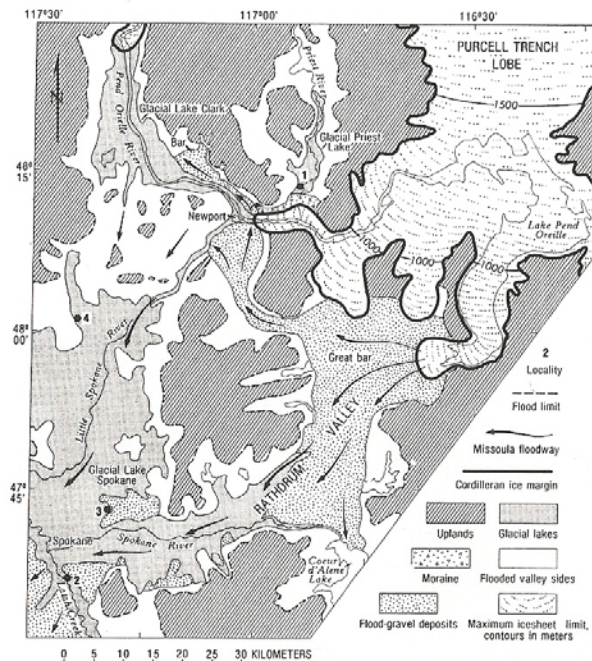 117°30'
117°00'
116°30'
PURCELL TRENCH
LOBE
1500
Priest River
Pend Oreille River
Glacial Lake Clark
Bar
Glacial Priest
Lake
1
48°
15'
Newport
1000
Lake Pend
Oreille
1000
1000
4
48°
00'
Great bar
2
Locality
Flood limit
Missoula floodway
Cordilleran ice margin
Little Spokane River
VALLEY
RATHDRUM
47°
45'
Glacial Lake
Spokane
3
Spokane
Spokane River
2
Latah Creek
Coeur
d'Alene
Lake
Uplands
Glacial lakes
Moraine
Flooded valley sides
Flood-gravel deposits
Maximum icesheet limit,
contours in meters
0 5 10 15 20 25 30 KILOMETERS
N